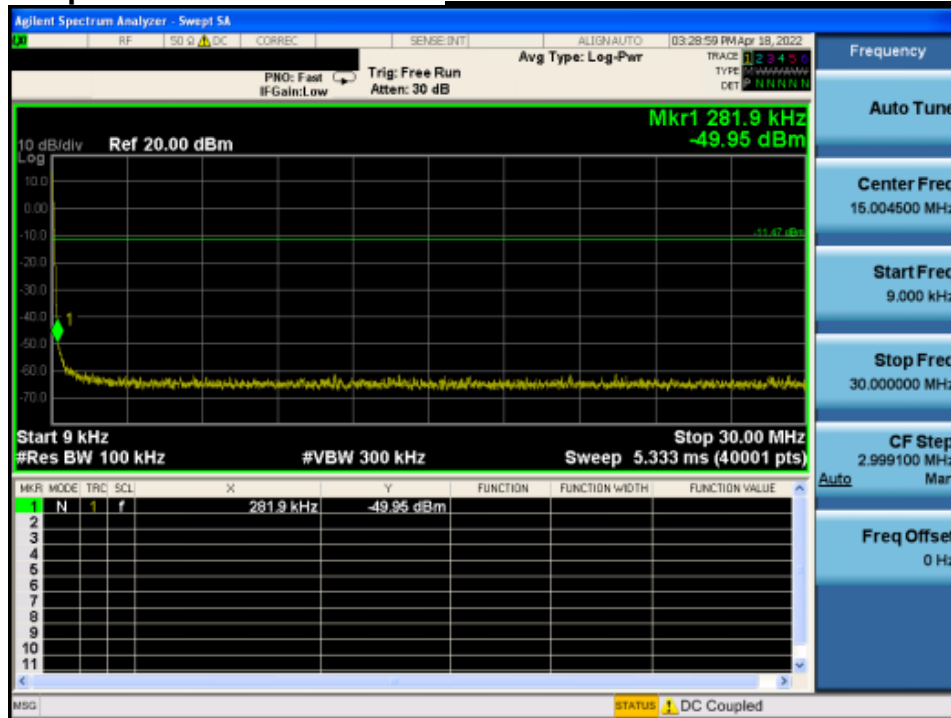 Agilent Spectrum Analyzer - Swept SA
RF 50 Ω DC CORREC SENSE:INT ALIGN AUTO 03:28:59 PM Apr 18, 2022
PNO: Fast Trig: Free Run Avg Type: Log-Pwr TRACE 1 2 3 4 5 6
IFGain:Low Atten: 30 dB TYPE
DET P N N N N N
Mkr1 281.9 kHz
-49.95 dBm
10 dB/div Ref 20.00 dBm
Log
10.0
0.00
-11.47 dBm
-10.0
-20.0
-30.0
-40.0
1
-50.0
-60.0
-70.0
Start 9 kHz Stop 30.00 MHz
#Res BW 100 kHz #VBW 300 kHz Sweep 5.333 ms (40001 pts)
MKR MODE TRC SCL X Y FUNCTION FUNCTION WIDTH FUNCTION VALUE
1 N 1 f 281.9 kHz -49.95 dBm
2
3
4
5
6
7
8
9
10
11
MSG STATUS DC Coupled
Frequency
Auto Tune
Center Freq
15.004500 MHz
Start Freq
9.000 kHz
Stop Freq
30.000000 MHz
CF Step
2.999100 MHz
Auto Man
Freq Offset
0 Hz